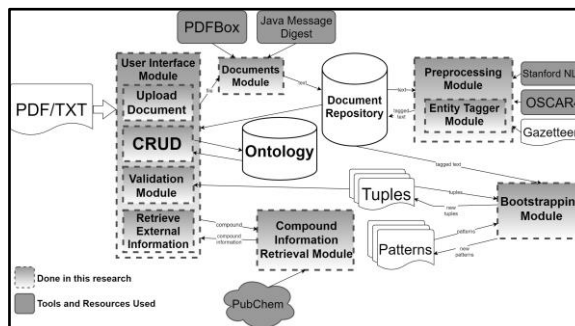 PDFBox
Java Message
Digest
PDF/TXT
User Interface
Module
Upload
Document
CRUD
Validation
Module
Retrieve
External
Information
file
Documents
Module
text
Document
Repository
text
tagged
text
Preprocessing
Module
Entity Tagger
Module
Stanford NL
OSCAR4
Gazetteer
Ontology
tagged text
Tuples
tuples
new
tuples
Bootstrapping
Module
Patterns
patterns
new
patterns
compound
compound
information
Compound
Information
Retrieval Module
PubChem
Done in this research
Tools and Resources Used